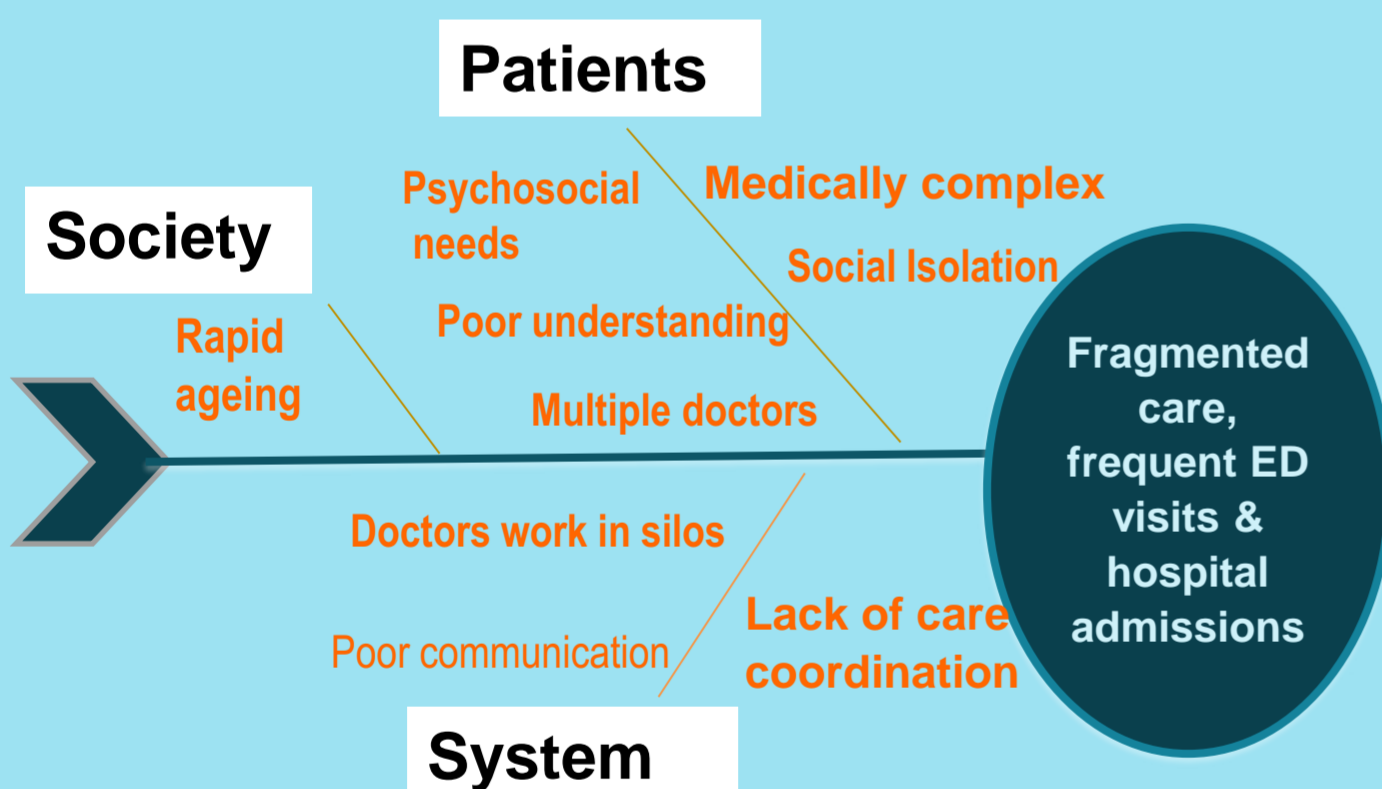 Patients
Society
Psychosocial
needs
Medically complex
Social Isolation
Rapid
ageing
Poor understanding
Multiple doctors
Fragmented
care,
frequent ED
visits &
hospital
admissions
Doctors work in silos
Poor communication
Lack of care
coordination
System